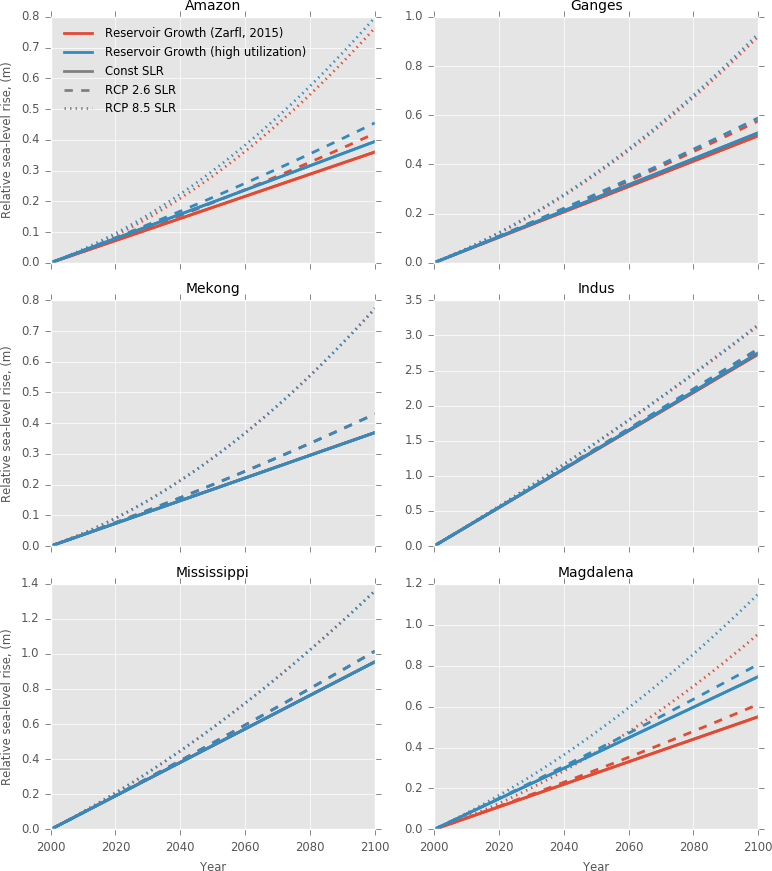 Amazon
Ganges
Relative sea-level rise, (m)
0.8
0.7
0.6
0.5
0.4
0.3
0.2
0.1
0.0
Reservoir Growth (Zarfl, 2015)
Reservoir Growth (high utilization)
Const SLR
RCP 2.6 SLR
RCP 8.5 SLR
1.0
0.8
0.6
0.4
0.2
0.0
Mekong
Indus
Relative sea-level rise, (m)
0.8
0.7
0.6
0.5
0.4
0.3
0.2
0.1
0.0
3.5
3.0
2.5
2.0
1.5
1.0
0.5
0.0
Mississippi
Magdalena
Relative sea-level rise, (m)
1.4
1.2
1.0
0.8
0.6
0.4
0.2
0.0
2000 2020 2040 2060 2080 2100
Year
1.2
1.0
0.8
0.6
0.4
0.2
0.0
2000 2020 2040 2060 2080 2100
Year